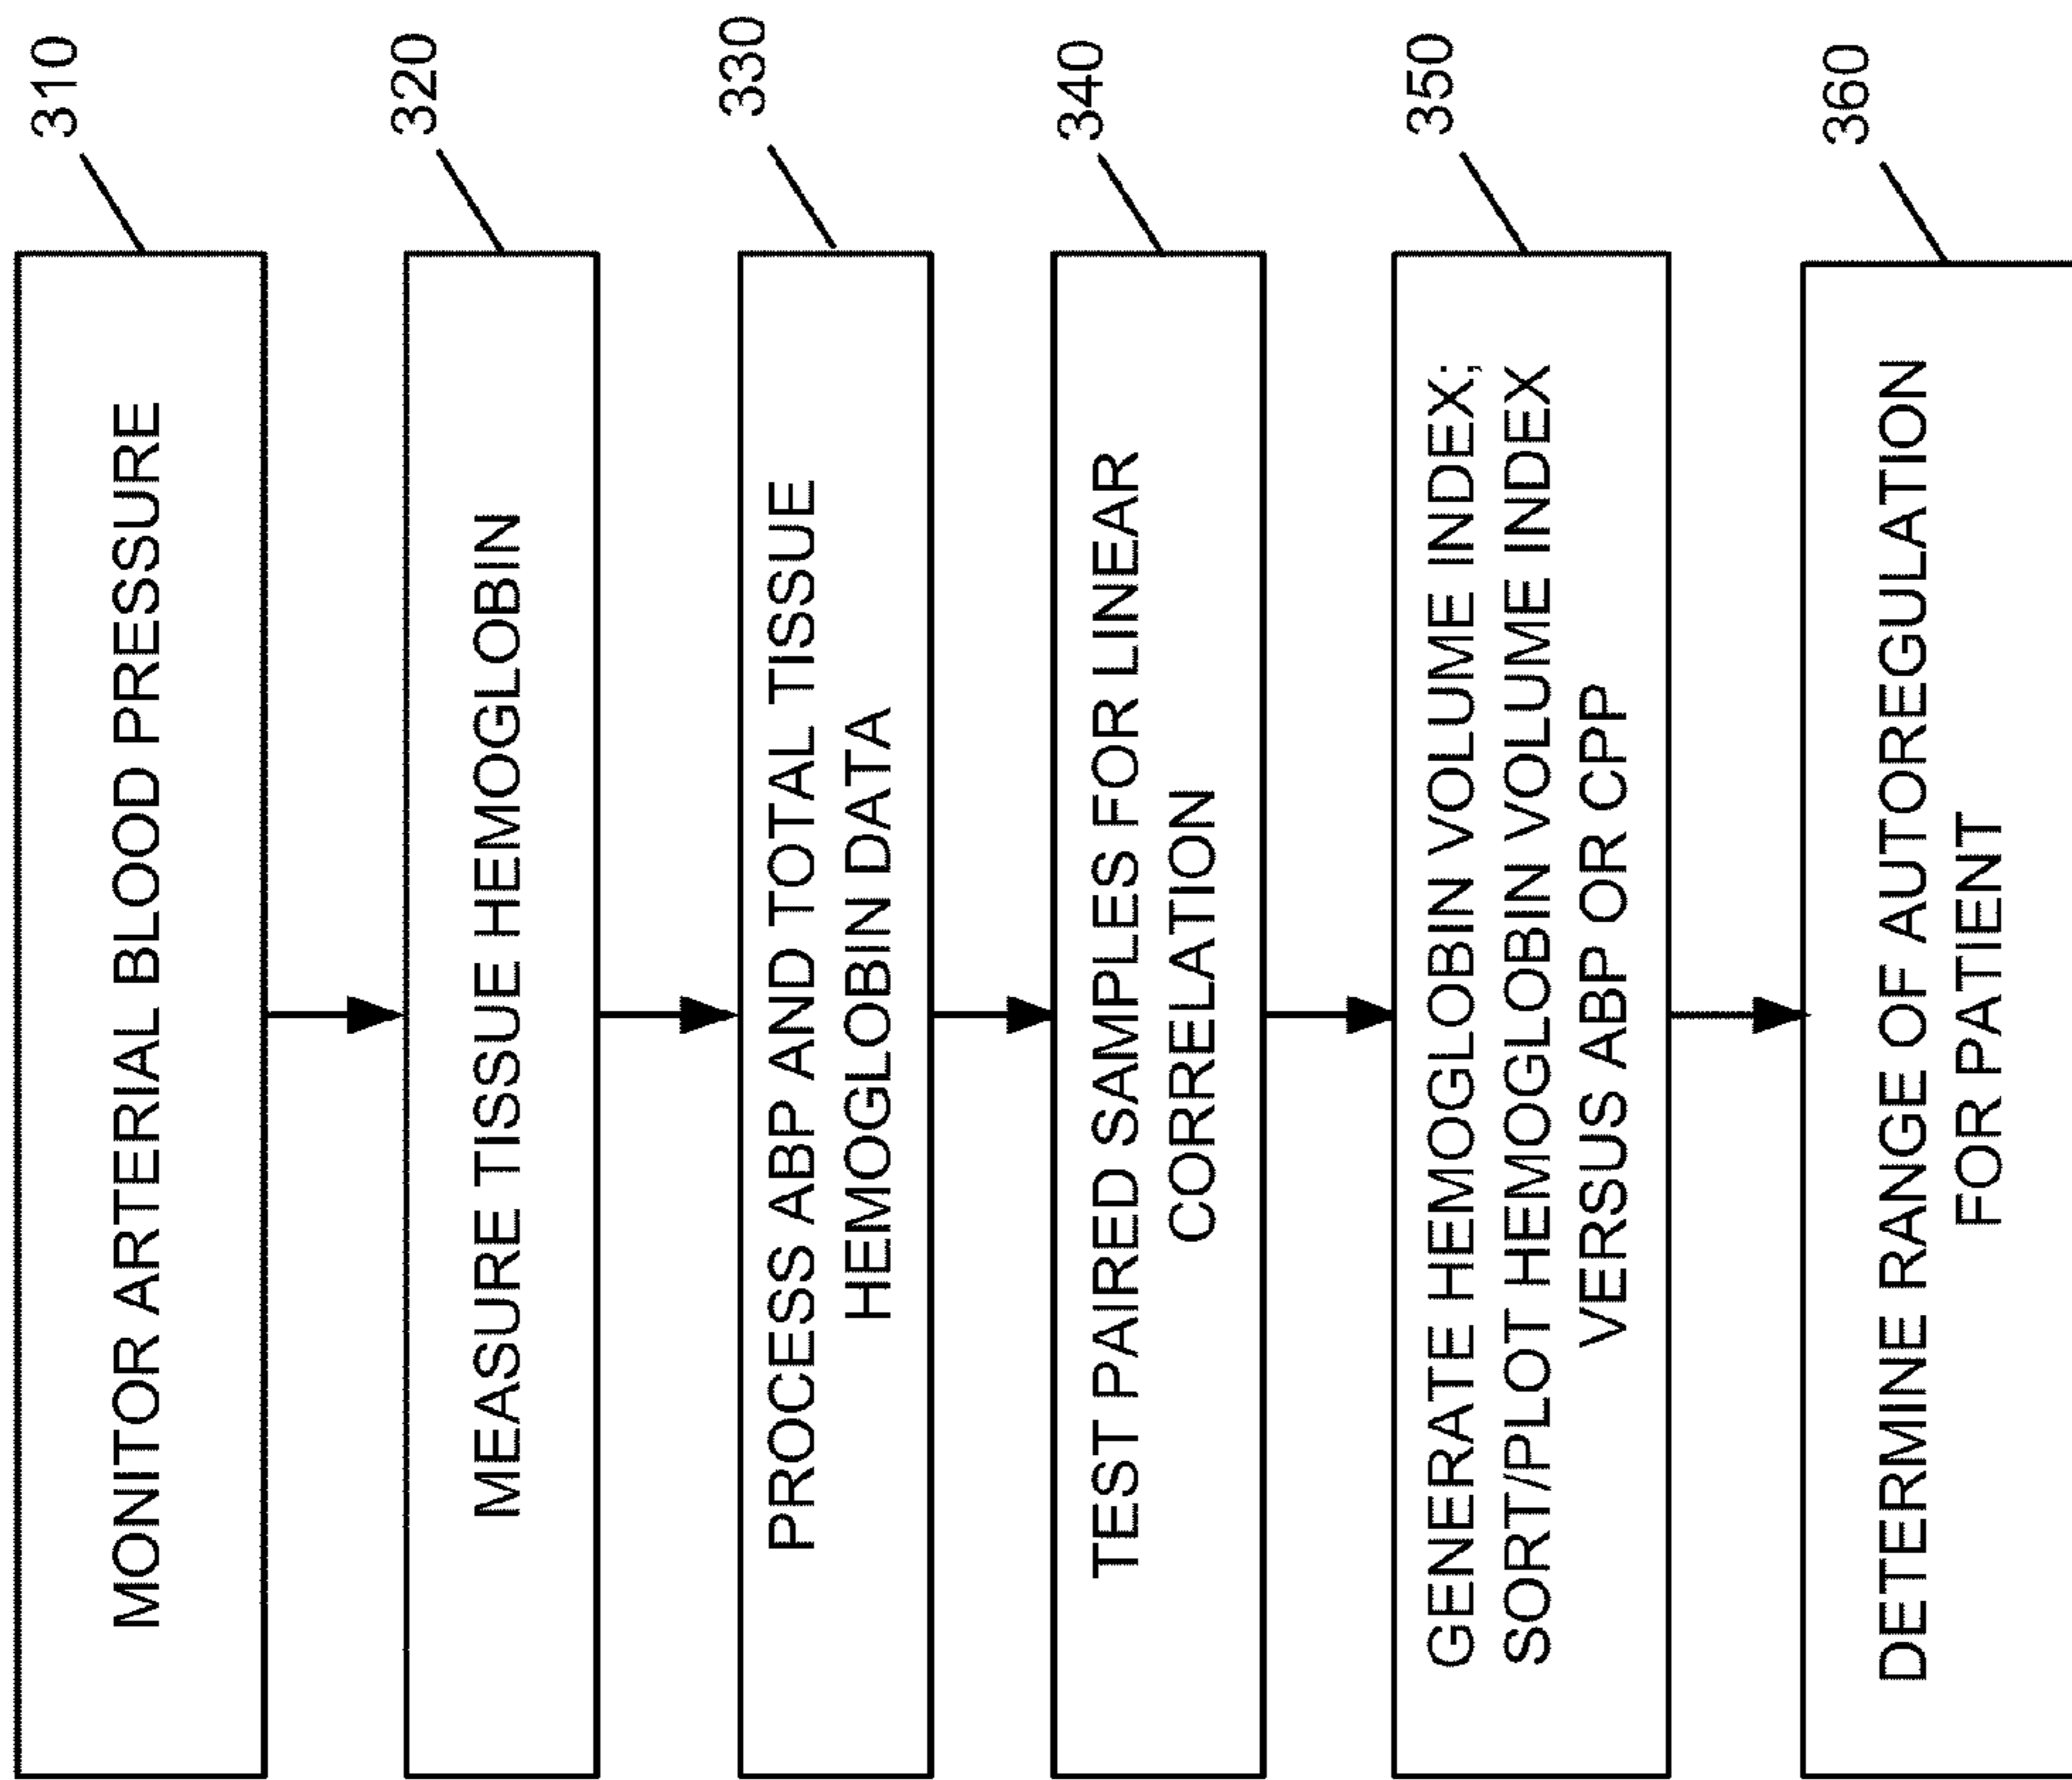 310
MONITOR ARTERIAL BLOOD PRESSURE
320
MEASURE TISSUE HEMOGLOBIN
330
PROCESS ABP AND TOTAL TISSUE
HEMOGLOBIN DATA
340
TEST PAIRED SAMPLES FOR LINEAR
CORRELATION
350
GENERATE HEMOGLOBIN VOLUME INDEX;
SORT/PLOT HEMOGLOBIN VOLUME INDEX
VERSUS ABP OR CPP
360
DETERMINE RANGE OF AUTOREGULATION
FOR PATIENT